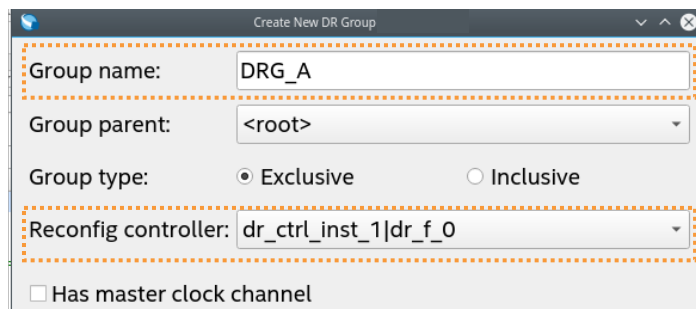 Create New DR Group
Group name: DRG_A
Group parent: <root>
Group type: Exclusive Inclusive
Reconfig controller: dr_ctrl_inst_1|dr_f_0
Has master clock channel